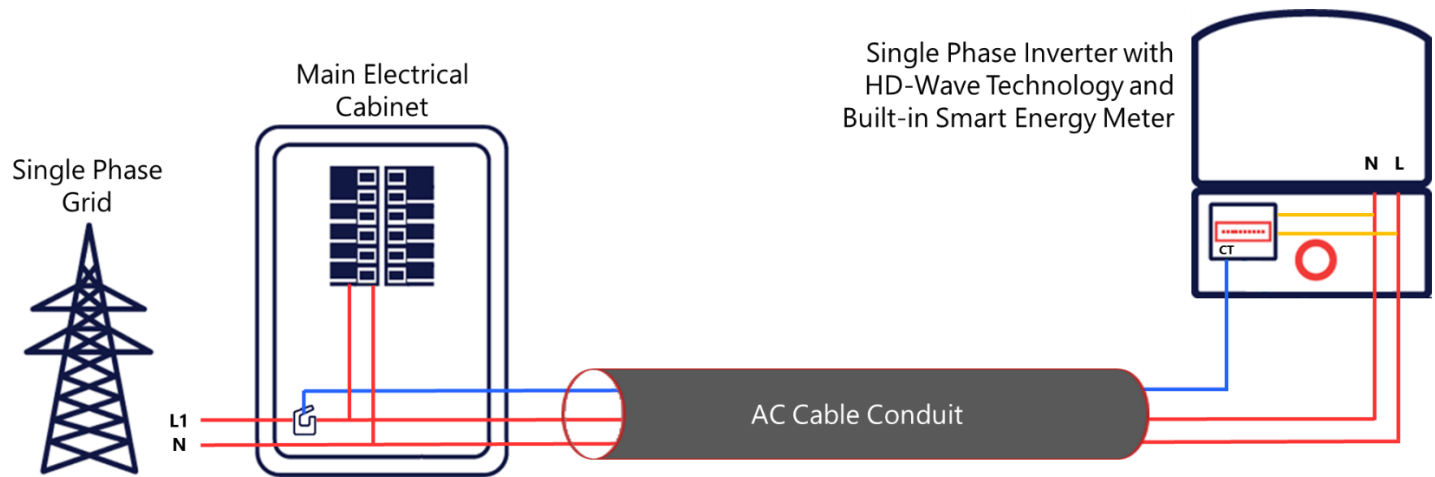 Single Phase Inverter with
HD-Wave Technology and
Built-in Smart Energy Meter
Main Electrical
Cabinet
Single Phase
Grid
N L
CT
AC Cable Conduit
L1
N